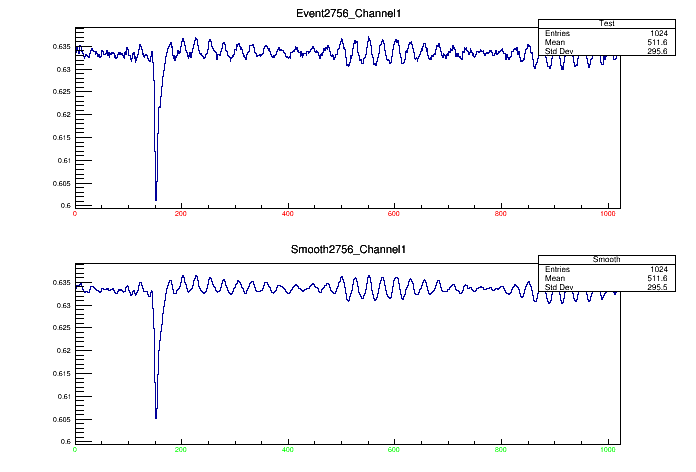 Event2756_Channel1
Test
Entries 1024
Mean 511.6
Std Dev 295.6
0.635
0.63
0.625
0.62
0.615
0.61
0.605
0.6
0 200 400 600 800 1000
Smooth2756_Channel1
Smooth
Entries 1024
Mean 511.6
Std Dev 295.5
0.635
0.63
0.625
0.62
0.615
0.61
0.605
0.6
0 200 400 600 800 1000